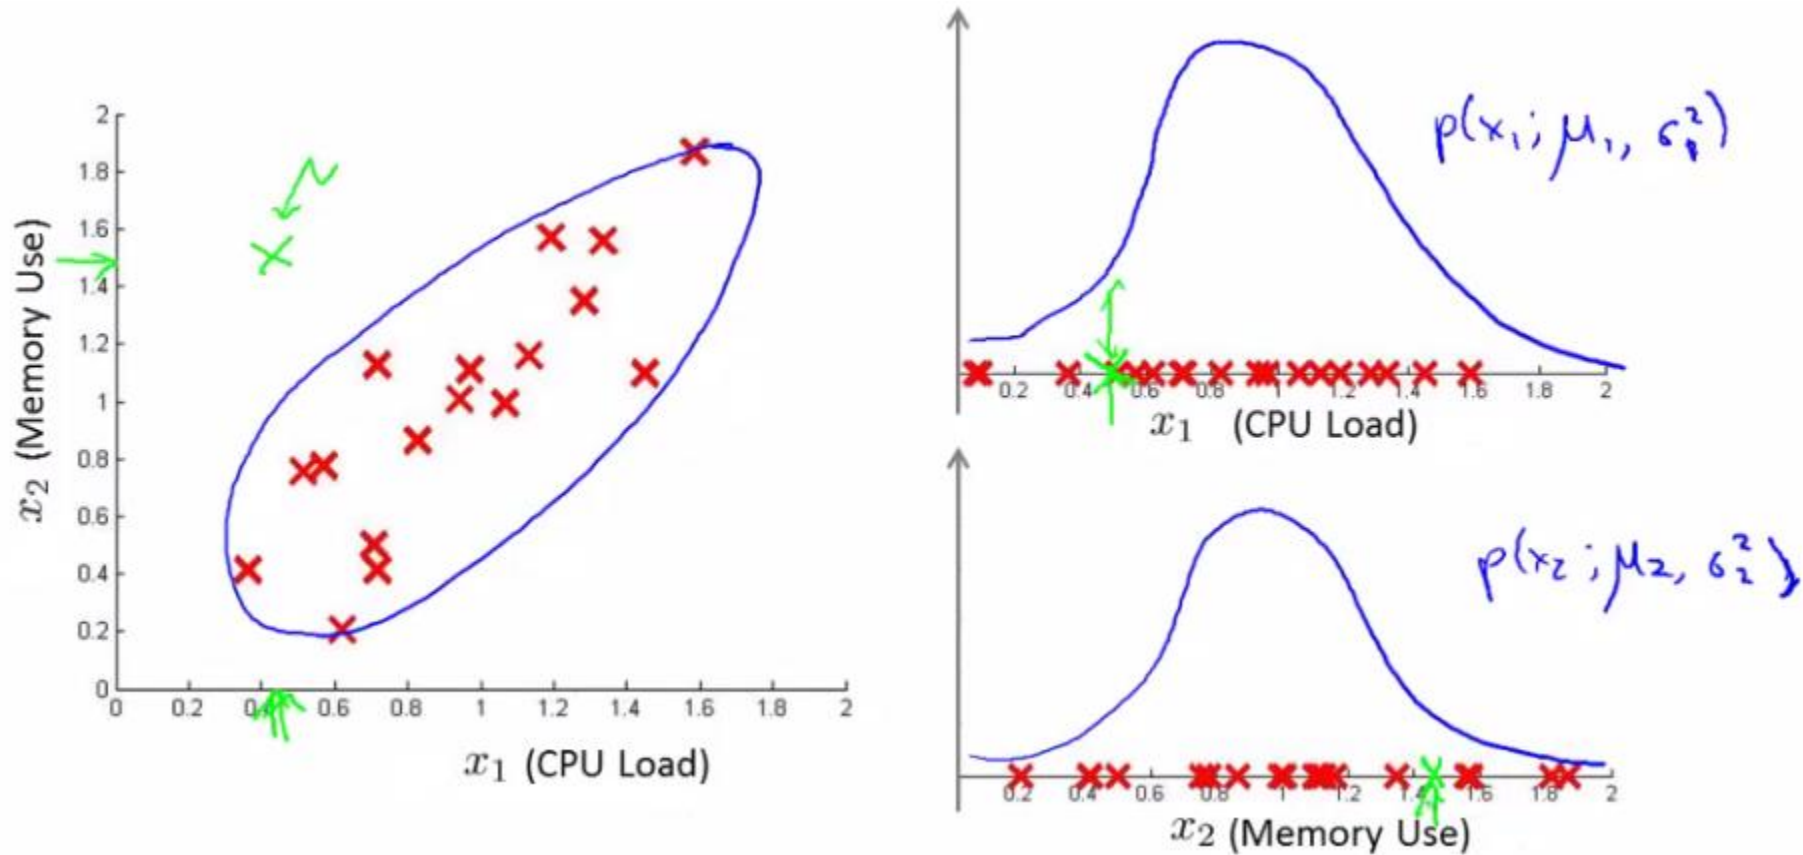 2
1.8
1.6
1.4
1.2
1
0.8
0.6
0.4
0.2
0
x₂ (Memory Use)
0 0.2 0.6 0.8 1 1.2 1.4 1.6 1.8 2
x₁ (CPU Load)
p(x₁; μ₁, σ₁²)
0.2 0.4 0.6 0.8 1 1.2 1.4 1.6 1.8 2
x₁ (CPU Load)
p(x₂; μ₂, σ₂²)
0.2 0.4 0.6 0.8 1 1.2 1.4 1.6 1.8 2
x₂ (Memory Use)